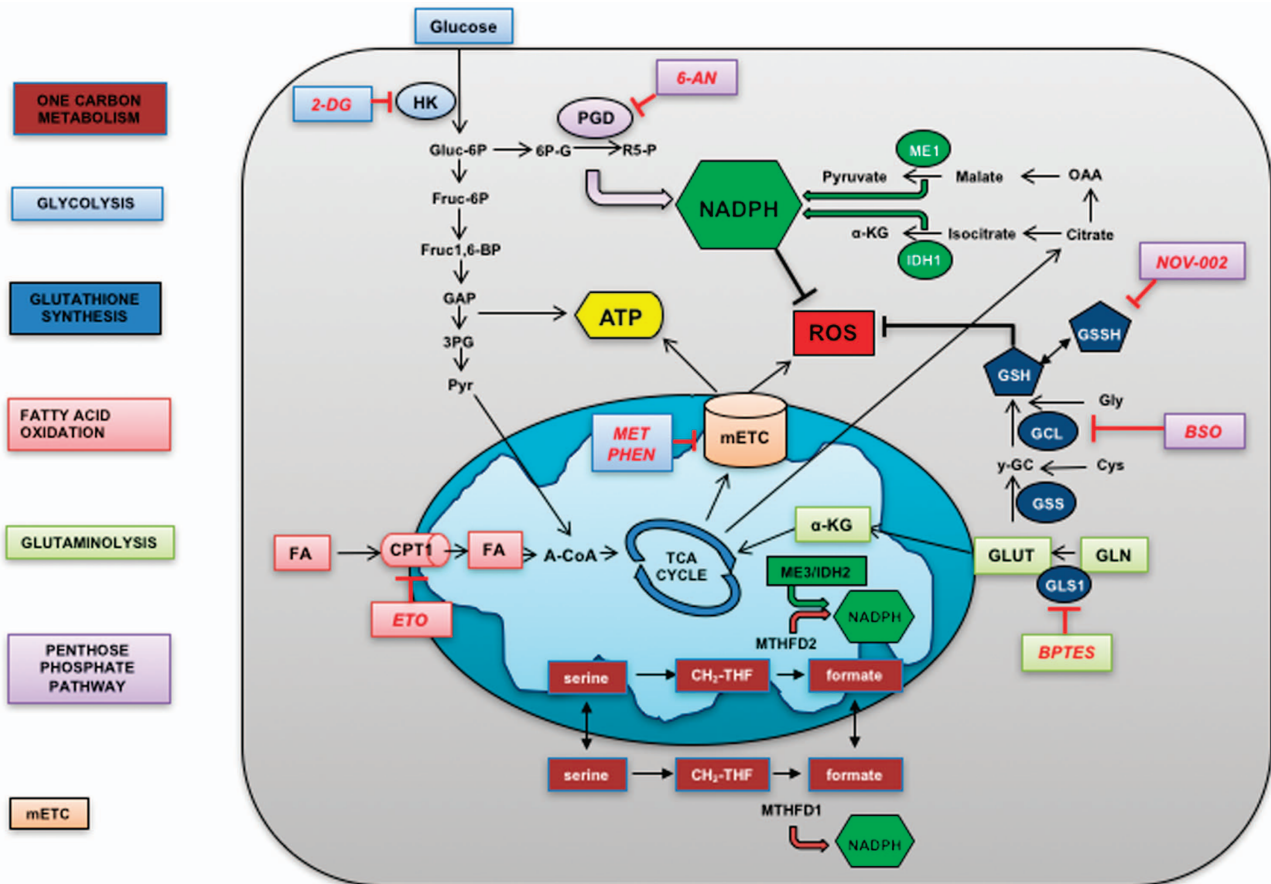 Glucose
ONE CARBON
METABOLISM
GLYCOLYSIS
GLUTATHIONE
SYNTHESIS
FATTY ACID
OXIDATION
GLUTAMINOLYSIS
PENTHOSE
PHOSPHATE
PATHWAY
mETC
2-DG
HK
6-AN
PGD
Gluc-6P
6P-G
R5-P
Fruc-6P
Fruc1,6-BP
GAP
3PG
Pyr
ATP
NADPH
ME1
Pyruvate
Malate
OAA
α-KG
Isocitrate
Citrate
IDH1
ROS
NOV-002
GSSH
GSH
Gly
GCL
BSO
y-GC
Cys
GSS
MET
PHEN
mETC
FA
CPT1
FA
A-CoA
TCA
CYCLE
α-KG
GLUT
GLN
GLS1
BPTES
ETO
ME3/IDH2
NADPH
MTHFD2
serine
CH₂-THF
formate
serine
CH₂-THF
formate
MTHFD1
NADPH